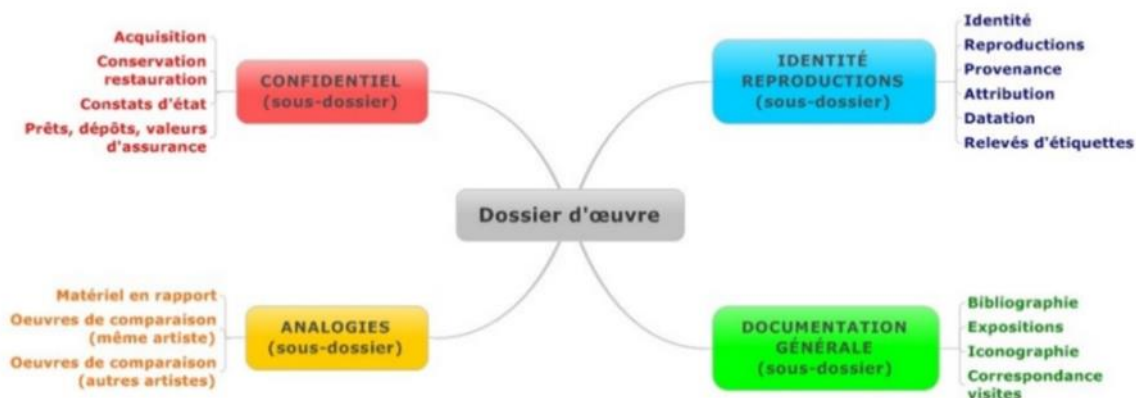 Acquisition
Conservation
restauration
Constats d'état
Prêts, dépôts, valeurs
d'assurance
CONFIDENTIEL
(sous-dossier)
IDENTITÉ
REPRODUCTIONS
(sous-dossier)
Identité
Reproductions
Provenance
Attribution
Datation
Relevés d'étiquettes
Dossier d'œuvre
Matériel en rapport
Oeuvres de comparaison
(même artiste)
Oeuvres de comparaison
(autres artistes)
ANALOGIES
(sous-dossier)
DOCUMENTATION
GÉNÉRALE
(sous-dossier)
Bibliographie
Expositions
Iconographie
Correspondance
visites